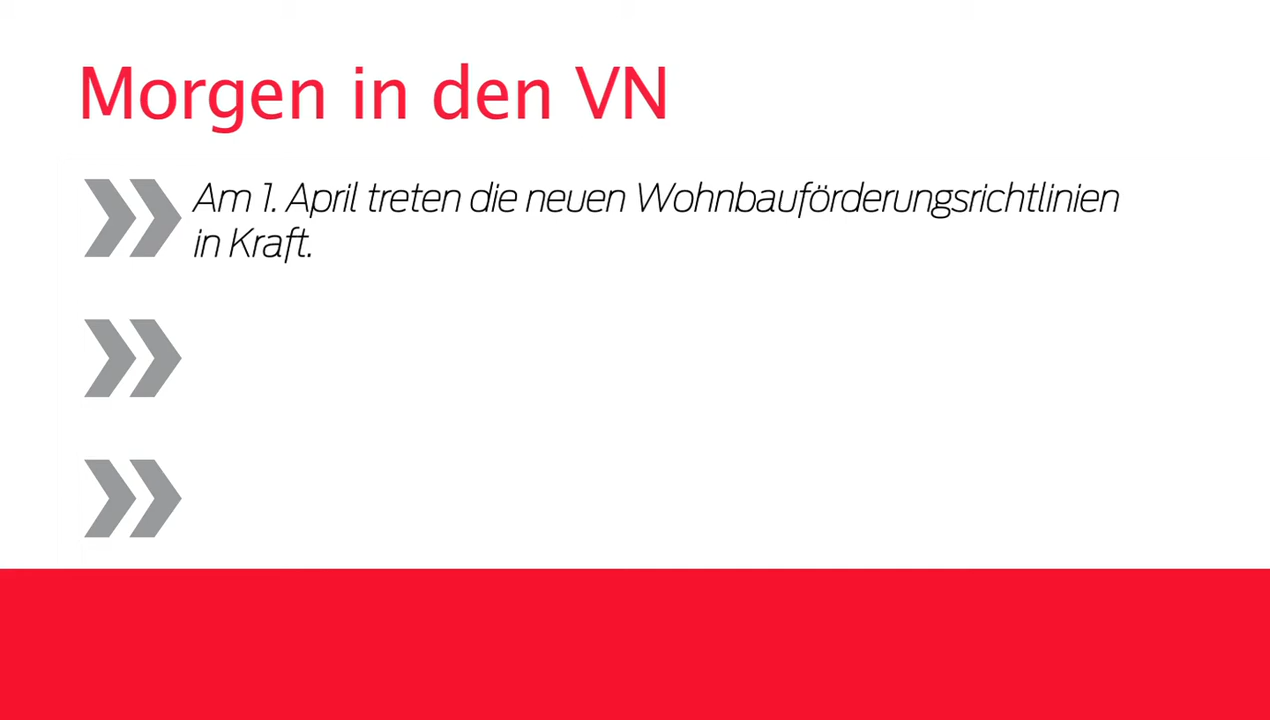 Morgen in den VN
Am 1. April treten die neuen Wohnbauförderungsrichtlinien
in Kraft.